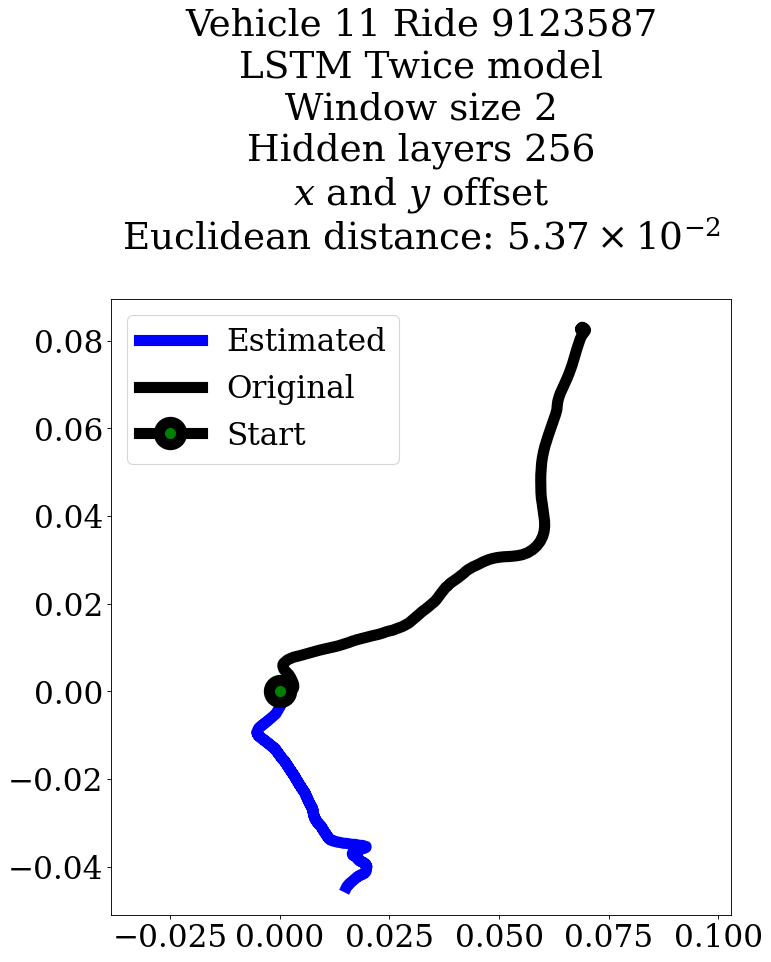 Vehicle 11 Ride 9123587
LSTM Twice model
Window size 2
Hidden layers 256
x and y offset
Euclidean distance: 5.37 × 10⁻²
Estimated
Original
Start
0.08
0.06
0.04
0.02
0.00
−0.02
−0.04
−0.025 0.000 0.025 0.050 0.075 0.100